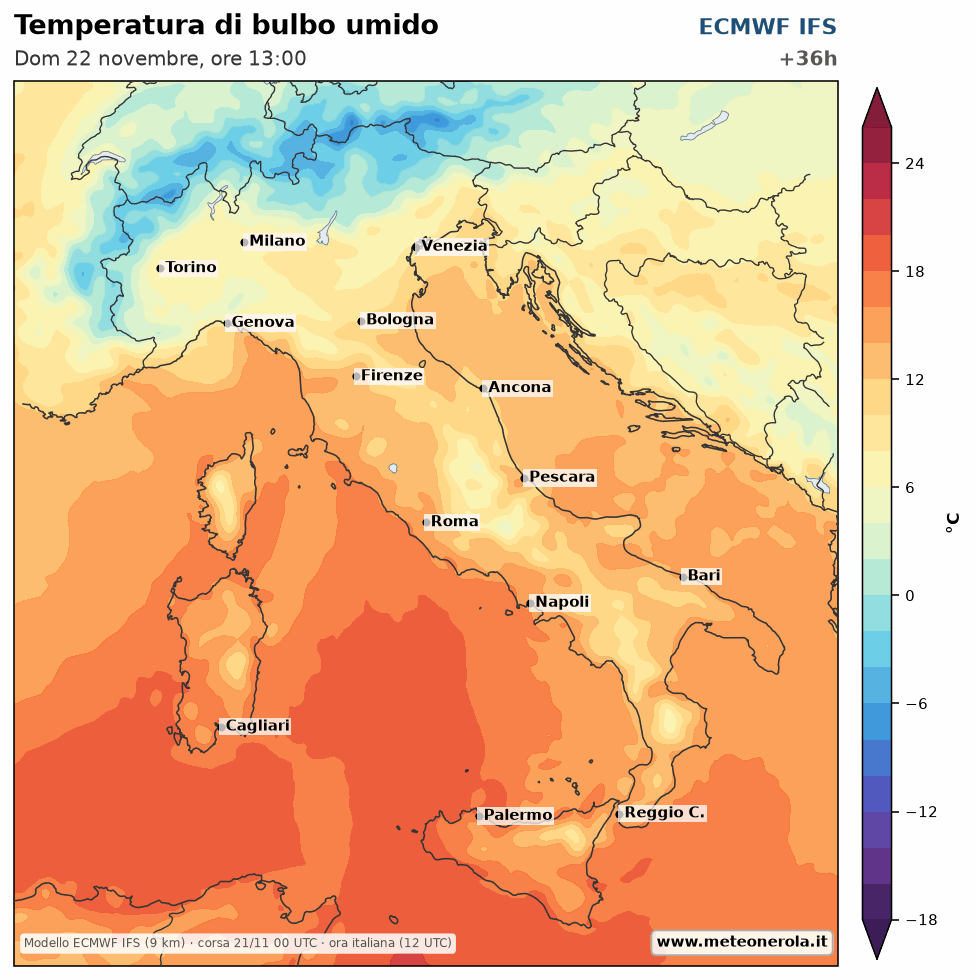 Temperatura di bulbo umido
ECMWF IFS
Dom 22 novembre, ore 13:00
+36h
Milano
Venezia
Torino
Genova
Bologna
Firenze
Ancona
Pescara
Roma
Bari
Napoli
Cagliari
Palermo
Reggio C.
24
18
12
6
0
−6
−12
−18
°C
Modello ECMWF IFS (9 km) · corsa 21/11 00 UTC · ora italiana (12 UTC)
www.meteonerola.it